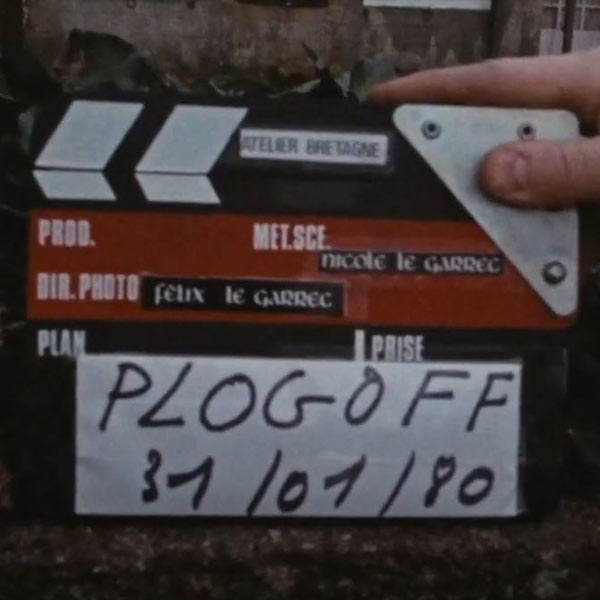 ATELIER BRETAGNE
PROD. MET.SCE.
nicole le garrec
DIR.PHOTO félix le garrec
PLAN PRISE
PLOGOFF
31/01/80